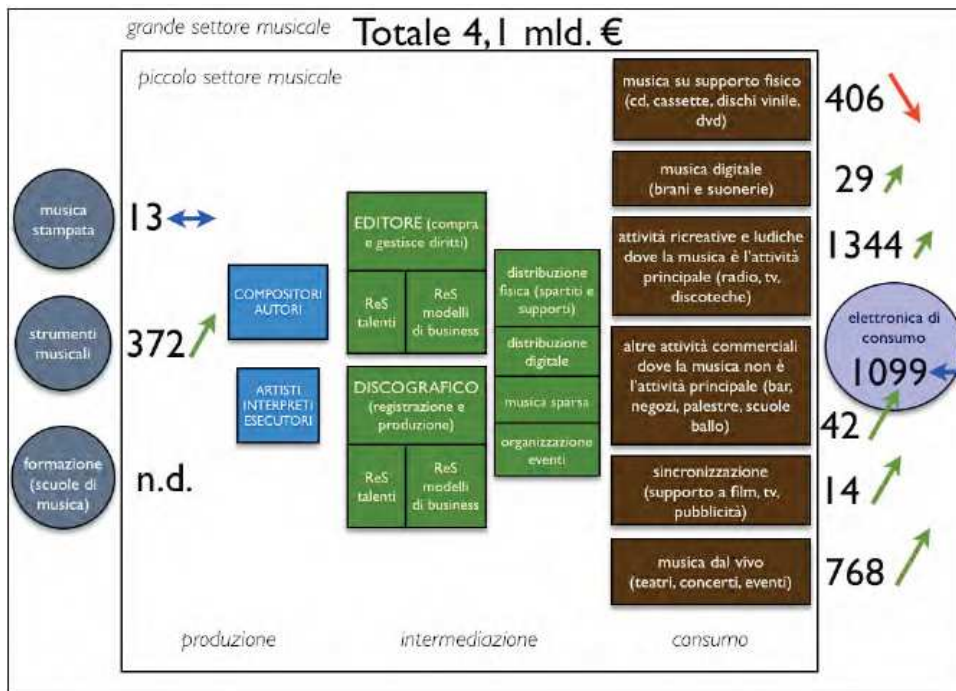 grande settore musicale
Totale 4,1 mld. €
piccolo settore musicale
musica
stampata
13
strumenti
musicali
372
formazione
(scuole di
musica)
n.d.
COMPOSITORI
AUTORI
ARTISTI
INTERPRETI
ESECUTORI
EDITORE (compra
e gestisce diritti)
ReS
talenti
ReS
modelli
di business
DISCOGRAFICO
(registrazione e
produzione)
ReS
talenti
ReS
modelli
di business
distribuzione
fisica (spartiti e
supporti)
distribuzione
digitale
musica sparsa
organizzazione
eventi
musica su supporto fisico
(cd, cassette, dischi vinile,
dvd)
406
musica digitale
(brani e suonerie)
29
attività ricreative e ludiche
dove la musica è l'attività
principale (radio, tv,
discoteche)
1344
altre attività commerciali
dove la musica non è
l'attività principale (bar,
negozi, palestre, scuole
ballo)
42
elettronica di
consumo
1099
sincronizzazione
(supporto a film, tv,
pubblicità)
14
musica dal vivo
(teatri, concerti, eventi)
768
produzione
intermediazione
consumo